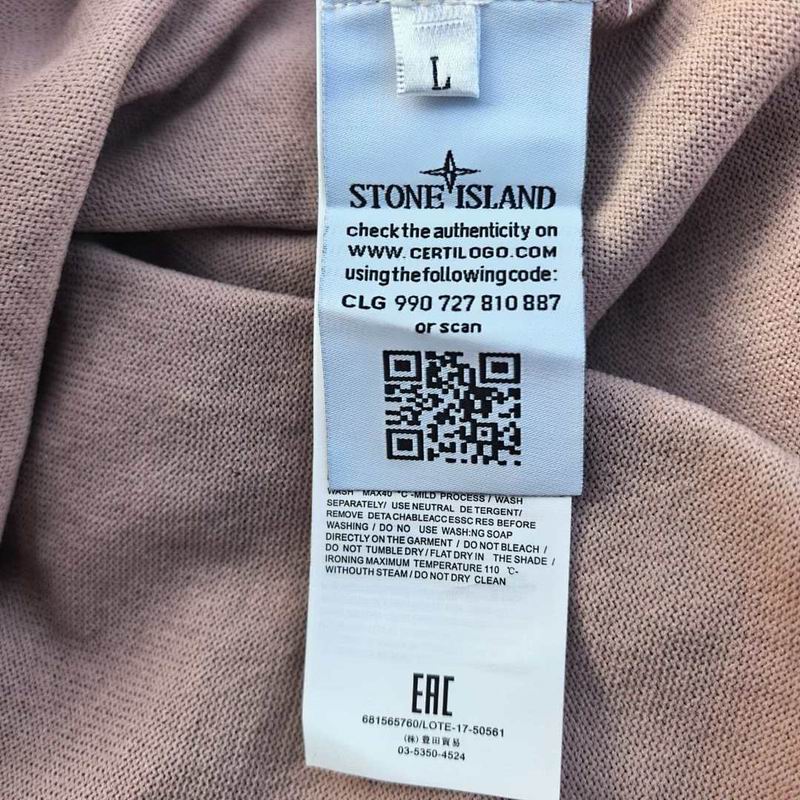 L
STONE ISLAND
check the authenticity on
WWW. CERTILOGO.COM
using the following code:
CLG 990 727 810 887
or scan
WASH MAX40 °C-MILD PROCESS / WASH
SEPARATELY/ USE NEUTRAL DE TERGENT/
REMOVE DETA CHABLEACCESSC RES BEFORE
WASHING / DO NO USE WASH:NG SOAP
DIRECTLY ON THE GARMENT / DO NOT BLEACH /
DO NOT TUMBLE DRY / FLAT DRY IN THE SHADE /
IRONING MAXIMUM TEMPERATURE 110 °C-
WITHOUTH STEAM / DO NOT DRY CLEAN
EAC
681565760/LOTE-17-50561
(株) 豊田貿易
03-5350-4524